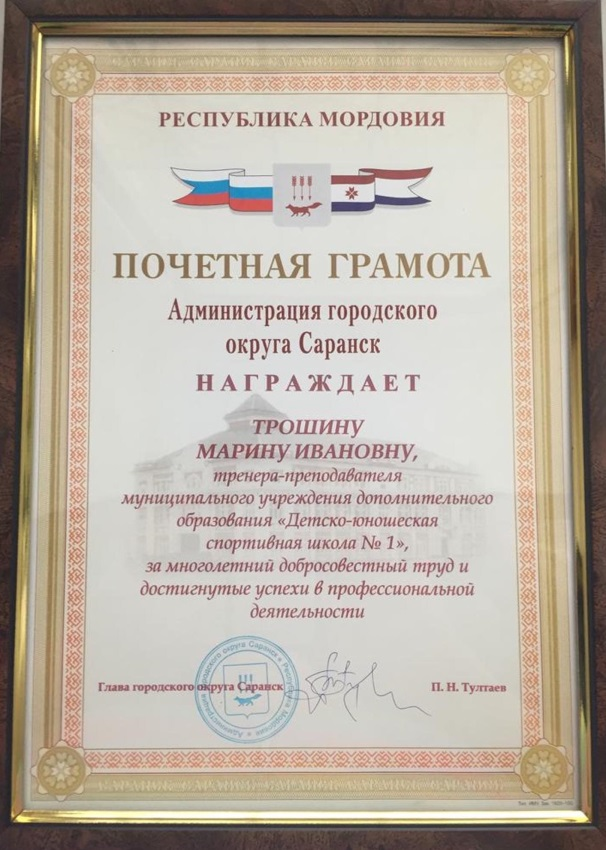 РЕСПУБЛИКА МОРДОВИЯ
ПОЧЕТНАЯ ГРАМОТА
Администрация городского
округа Саранск
НАГРАЖДАЕТ
ТРОШИНУ
МАРИНУ ИВАНОВНУ,
тренера-преподавателя
муниципального учреждения дополнительного
образования «Детско-юношеская
спортивная школа № 1»,
за многолетний добросовестный труд и
достигнутые успехи в профессиональной
деятельности
Глава городского округа Саранск
П. Н. Тултаев